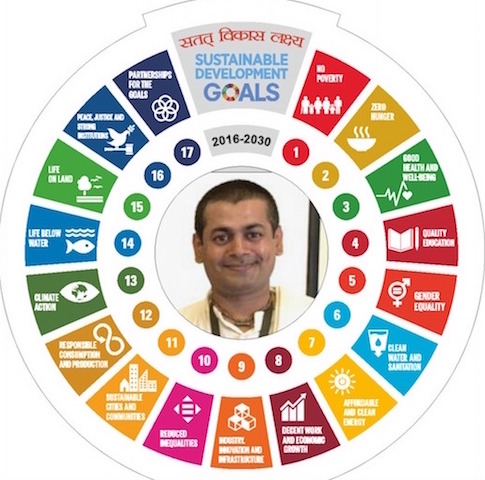 सतत् विकास लक्ष्य
SUSTAINABLE
DEVELOPMENT
GOALS
2016-2030
1
NO
POVERTY
2
ZERO
HUNGER
3
GOOD
HEALTH AND
WELL-BEING
4
QUALITY
EDUCATION
5
GENDER
EQUALITY
6
CLEAN
WATER AND
SANITATION
7
AFFORDABLE
AND CLEAN
ENERGY
8
DECENT WORK
AND ECONOMIC
GROWTH
9
INDUSTRY,
INNOVATION AND
INFRASTRUCTURE
10
REDUCED
INEQUALITIES
11
SUSTAINABLE
CITIES AND
COMMUNITIES
12
RESPONSIBLE
CONSUMPTION
AND PRODUCTION
13
CLIMATE
ACTION
14
LIFE BELOW
WATER
15
LIFE
ON LAND
16
PEACE, JUSTICE AND
STRONG
INSTITUTIONS
17
PARTNERSHIPS
FOR THE
GOALS